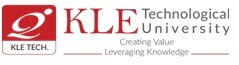 KLE TECH.
KLE Technological
University
Creating Value
Leveraging Knowledge